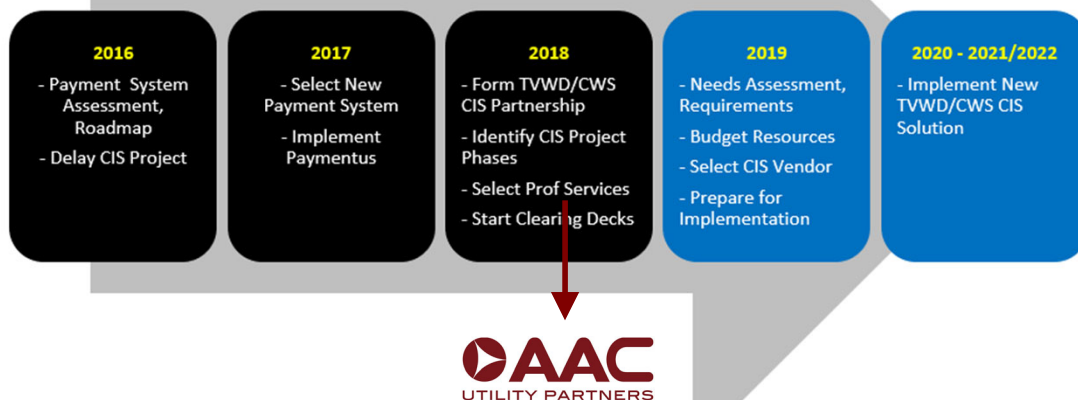 2016
- Payment System
Assessment,
Roadmap
- Delay CIS Project
2017
- Select New
Payment System
- Implement
Paymentus
2018
- Form TVWD/CWS
CIS Partnership
- Identify CIS Project
Phases
- Select Prof Services
- Start Clearing Decks
2019
- Needs Assessment,
Requirements
- Budget Resources
- Select CIS Vendor
- Prepare for
Implementation
2020 - 2021/2022
- Implement New
TVWD/CWS CIS
Solution
AAC
UTILITY PARTNERS